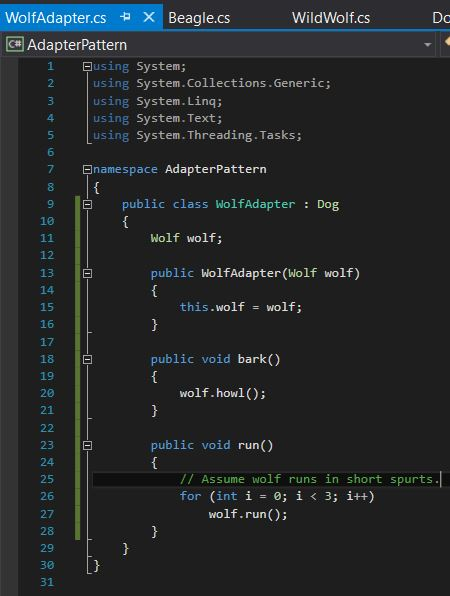 WolfAdapter.cs Beagle.cs WildWolf.cs Do
C# AdapterPattern
1 using System;
2 using System.Collections.Generic;
3 using System.Linq;
4 using System.Text;
5 using System.Threading.Tasks;
6
7 namespace AdapterPattern
8 {
9 public class WolfAdapter : Dog
10 {
11 Wolf wolf;
12
13 public WolfAdapter(Wolf wolf)
14 {
15 this.wolf = wolf;
16 }
17
18 public void bark()
19 {
20 wolf.howl();
21 }
22
23 public void run()
24 {
25 // Assume wolf runs in short spurts.
26 for (int i = 0; i < 3; i++)
27 wolf.run();
28 }
29 }
30 }
31